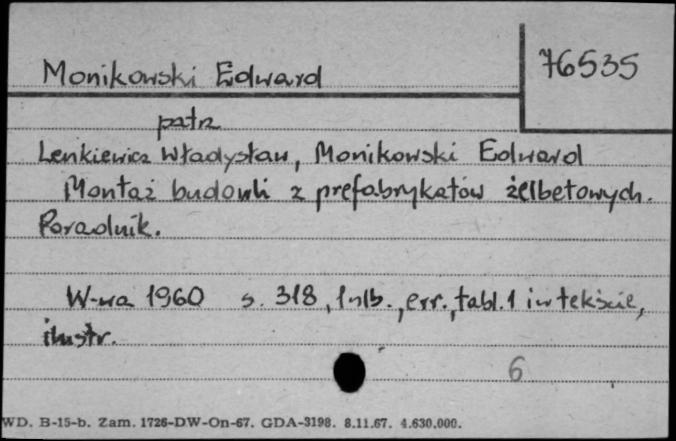 Monikowski Edward
76535
patrz
Lenkiewicz Władysław, Monikowski Edward
Montaż budowli z prefabrykatów żelbetowych.
Poradnik.
W-wa 1960 s. 318, 1 nlb., err., tabl. 1 i w tekście,
ilustr.
6
WD. B-15-b. Zam. 1726-DW-On-67. GDA-3198. 8.11.67. 4.630.000.